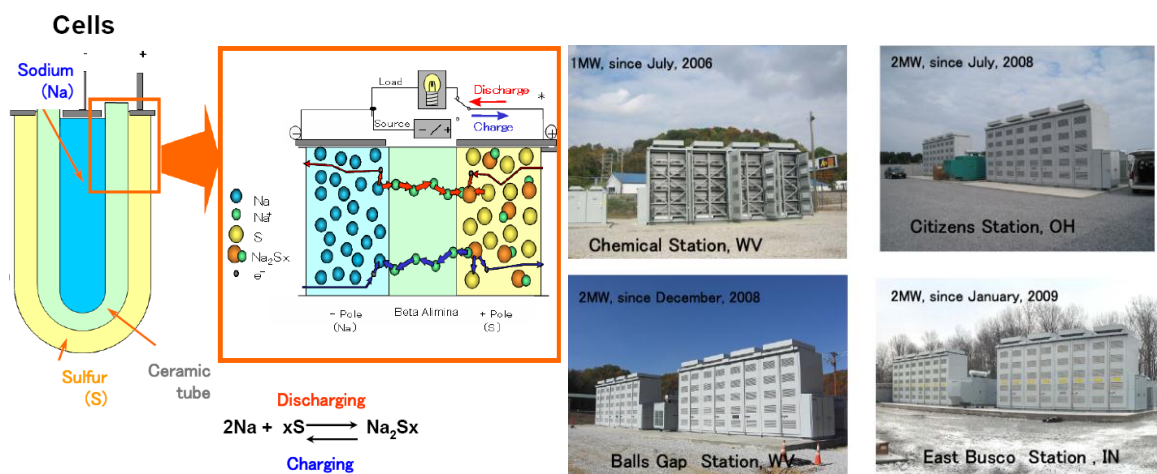 Cells
- +
Sodium
(Na)
Sulfur
(S)
Ceramic
tube
Load
Source
- / +
Discharge
Charge
*
⊖
⊕
Na
Na⁺
S
Na₂Sx
e⁻
- Pole
(Na)
Beta Alimina
+ Pole
(S)
Discharging
2Na + xS ⇌ Na₂Sx
Charging
1MW, since July, 2006
Chemical Station, WV
2MW, since July, 2008
Citizens Station, OH
2MW, since December, 2008
Balls Gap Station, WV
2MW, since January, 2009
East Busco Station , IN